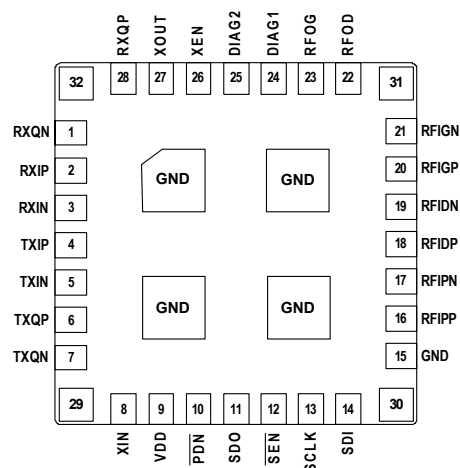 RXQP XOUT XEN DIAG2 DIAG1 RFOG RFOD
32 28 27 26 25 24 23 22 31
RXQN 1 21 RFIGN
RXIP 2 20 RFIGP
GND GND
RXIN 3 19 RFIDN
TXIP 4 18 RFIDP
TXIN 5 17 RFIPN
GND GND
TXQP 6 16 RFIPP
TXQN 7 15 GND
29 8 9 10 11 12 13 14 30
XIN VDD PDN SDO SEN SCLK SDI